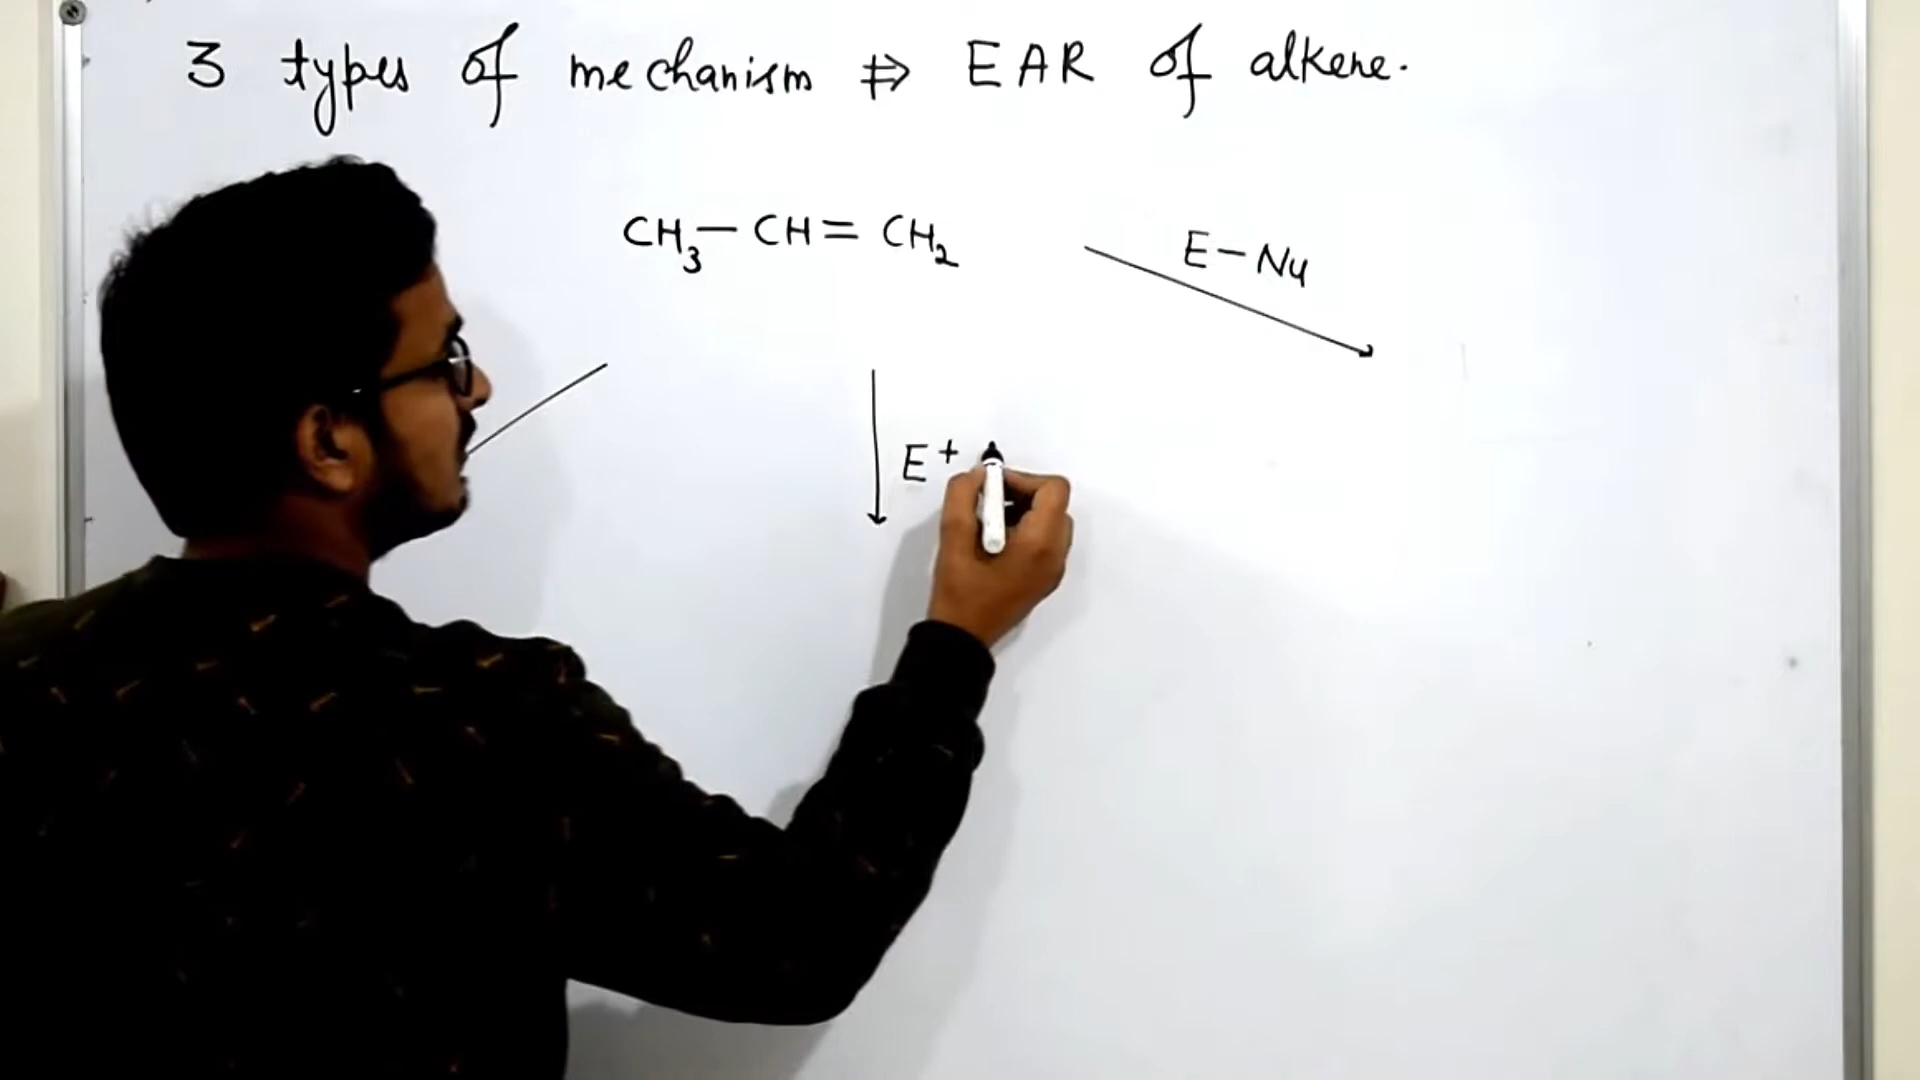 3 types of mechanism ⇒ EAR of alkene.
CH₃—CH=CH₂
E—Nu
E⁺